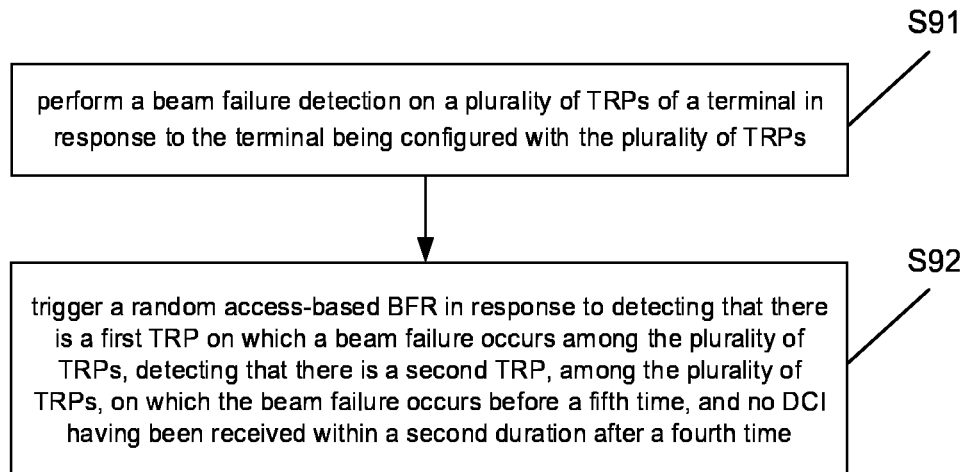 S91
perform a beam failure detection on a plurality of TRPs of a terminal in
response to the terminal being configured with the plurality of TRPs
S92
trigger a random access-based BFR in response to detecting that there
is a first TRP on which a beam failure occurs among the plurality of
TRPs, detecting that there is a second TRP, among the plurality of
TRPs, on which the beam failure occurs before a fifth time, and no DCI
having been received within a second duration after a fourth time